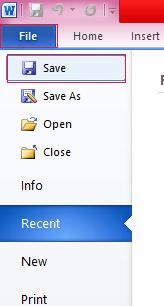 File Home Insert
Save
Save As
Open
Close
Info
Recent
New
Print